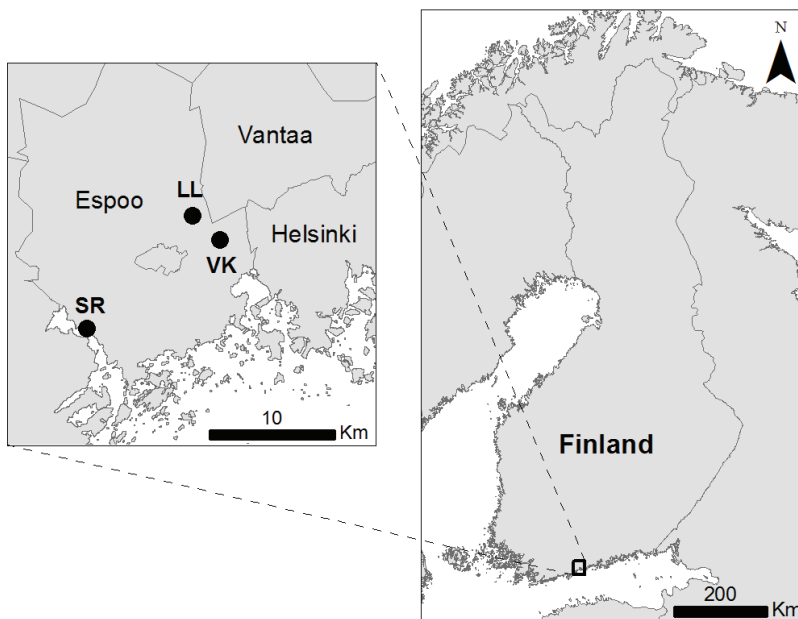 Vantaa
LL
Espoo
Helsinki
VK
SR
10
Km
N
Finland
200
Km